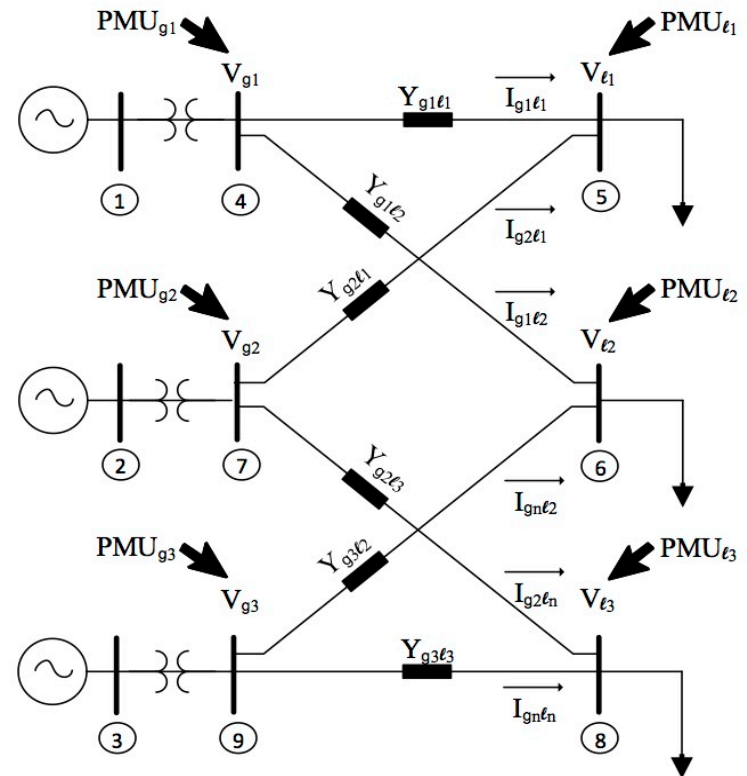 PMUg1
PMUℓ1
Vg1
Vℓ1
Yg1ℓ1
Ig1ℓ1
1
4
5
Yg1ℓ2
Ig2ℓ1
Yg2ℓ1
PMUg2
PMUℓ2
Ig1ℓ2
Vg2
Vℓ2
2
7
6
Yg2ℓ3
Ignℓ2
PMUg3
PMUℓ3
Yg3ℓ2
Ig2ℓn
Vg3
Vℓ3
Yg3ℓ3
Ignℓn
3
9
8